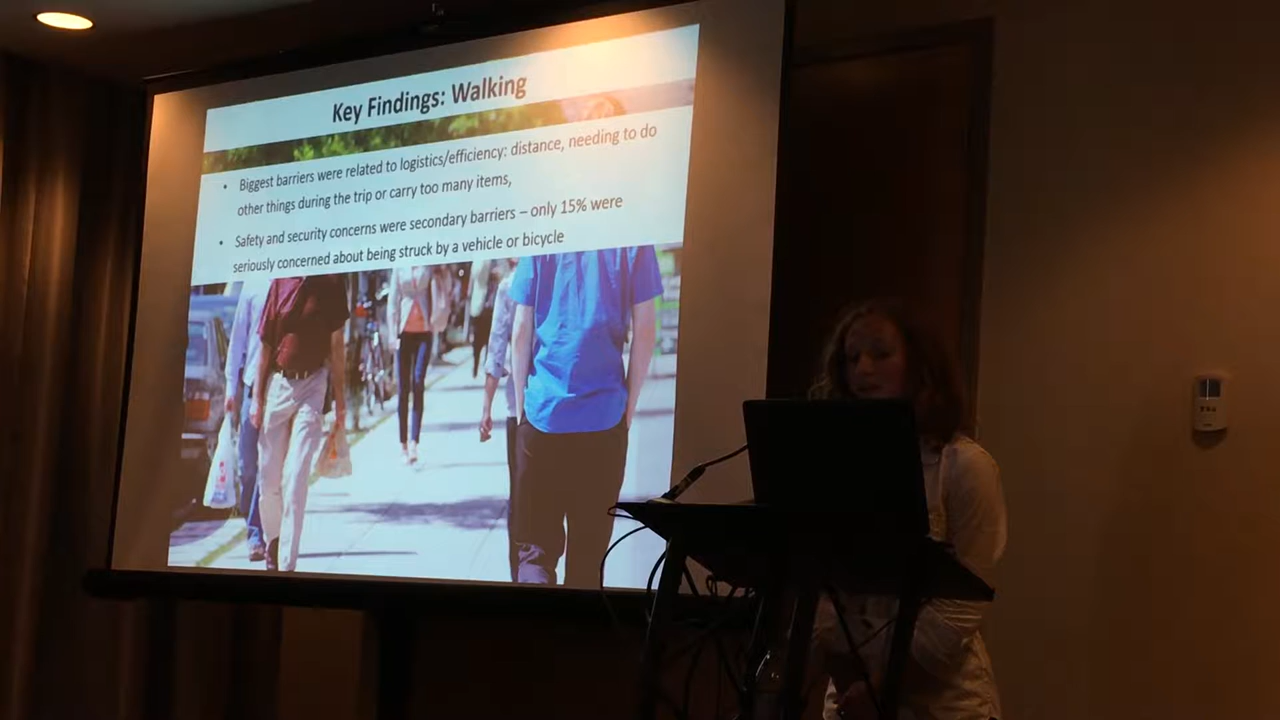 Key Findings: Walking
• Biggest barriers were related to logistics/efficiency: distance, needing to do
other things during the trip or carry too many items,
• Safety and security concerns were secondary barriers – only 15% were
seriously concerned about being struck by a vehicle or bicycle